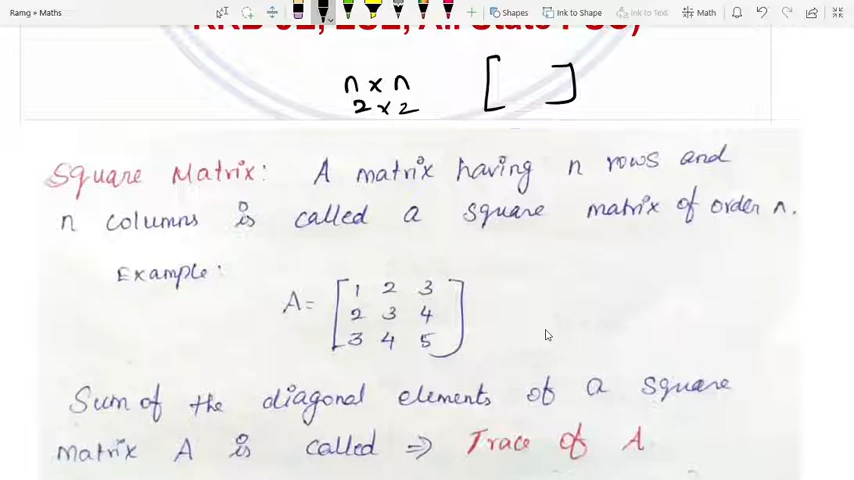 Ramg » Maths
Shapes Ink to Shape Ink to Text Math
n × n [ ]
2 × 2
Square Matrix: A matrix having n rows and
n columns is called a square matrix of order n.
Example:
A= [1 2 3
2 3 4
3 4 5]
Sum of the diagonal elements of a square
matrix A is called ⇒ Trace of A